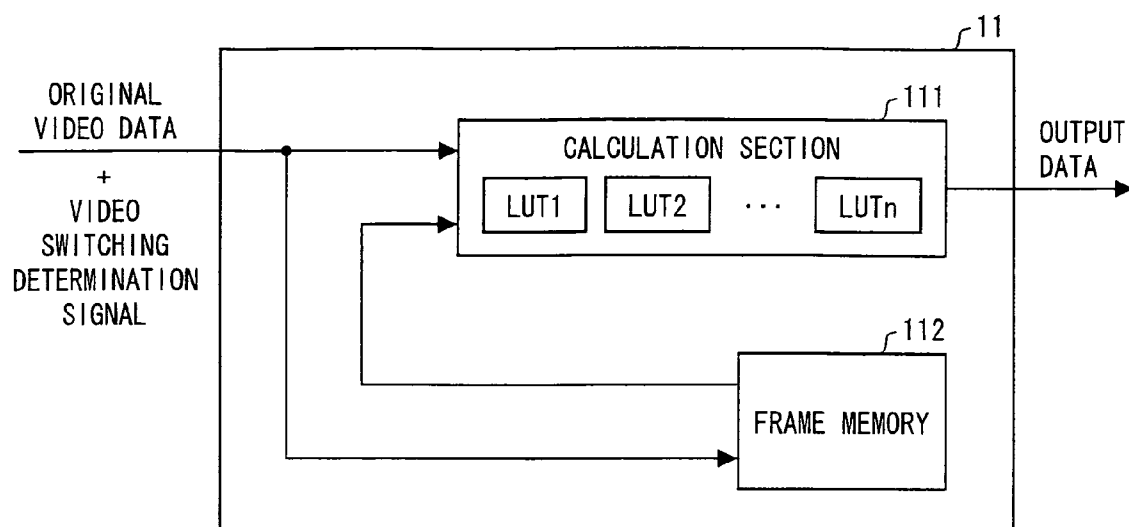 11
ORIGINAL
VIDEO DATA
+
VIDEO
SWITCHING
DETERMINATION
SIGNAL
111
CALCULATION SECTION
LUT1 LUT2 ... LUTn
OUTPUT
DATA
112
FRAME MEMORY